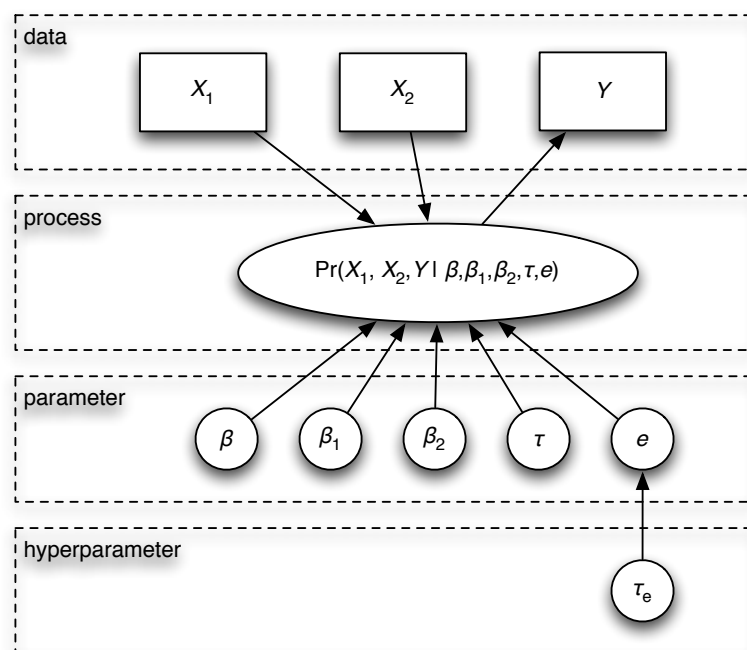 data
X1 X2 Y
process
Pr(X1, X2,Y| β,β1,β2,τ,e)
parameter
β β1 β2 τ e
hyperparameter
τe